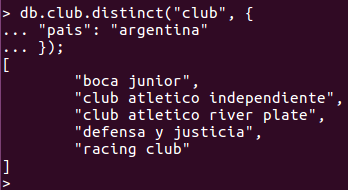 > db.club.distinct("club", {
... "pais": "argentina"
... });
[
        "boca junior",
        "club atletico independiente",
        "club atletico river plate",
        "defensa y justicia",
        "racing club"
]
>